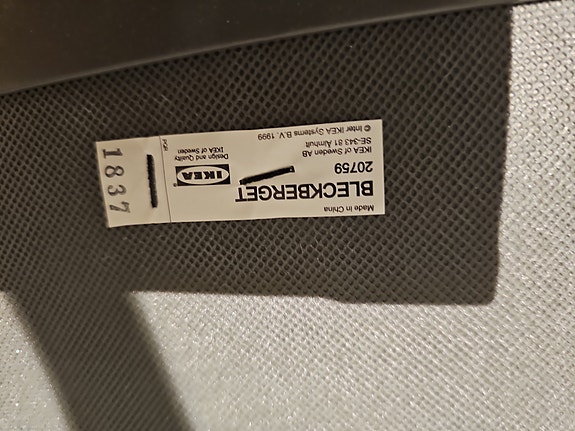 Made in China
BLECKBERGET
20759
IKEA of Sweden AB
SE-343 81 Älmhult
© Inter IKEA Systems B.V. 1999
IKEA
Design and Quality
IKEA of Sweden
PQR
1837